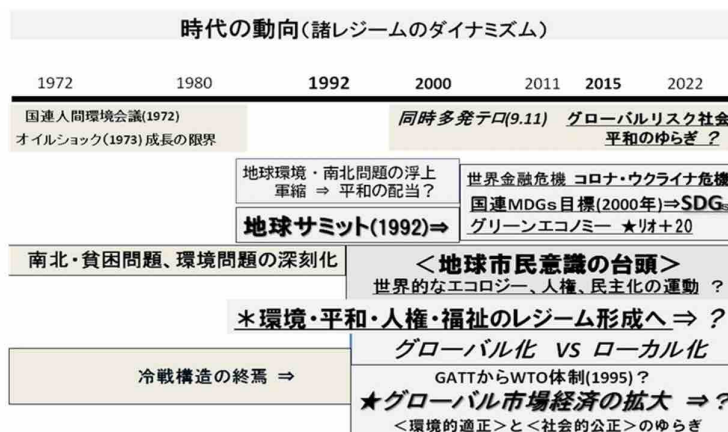 時代の動向(諸レジームのダイナミズム)
1972 1980 1992 2000 2011 2015 2022
国連人間環境会議(1972)
オイルショック(1973) 成長の限界
同時多発テロ(9.11) グローバルリスク社会
平和のゆらぎ ?
地球環境・南北問題の浮上
軍縮 ⇒ 平和の配当?
地球サミット(1992)⇒
世界金融危機 コロナ・ウクライナ危機
国連MDGs目標(2000年)⇒SDGs
グリーンエコノミー ★リオ+20
南北・貧困問題、環境問題の深刻化
<地球市民意識の台頭>
世界的なエコロジー、人権、民主化の運動 ?
*環境・平和・人権・福祉のレジーム形成へ⇒ ?
グローバル化 VS ローカル化
冷戦構造の終焉 ⇒
GATTからWTO体制(1995)?
★グローバル市場経済の拡大 ⇒?
<環境的適正>と<社会的公正>のゆらぎ